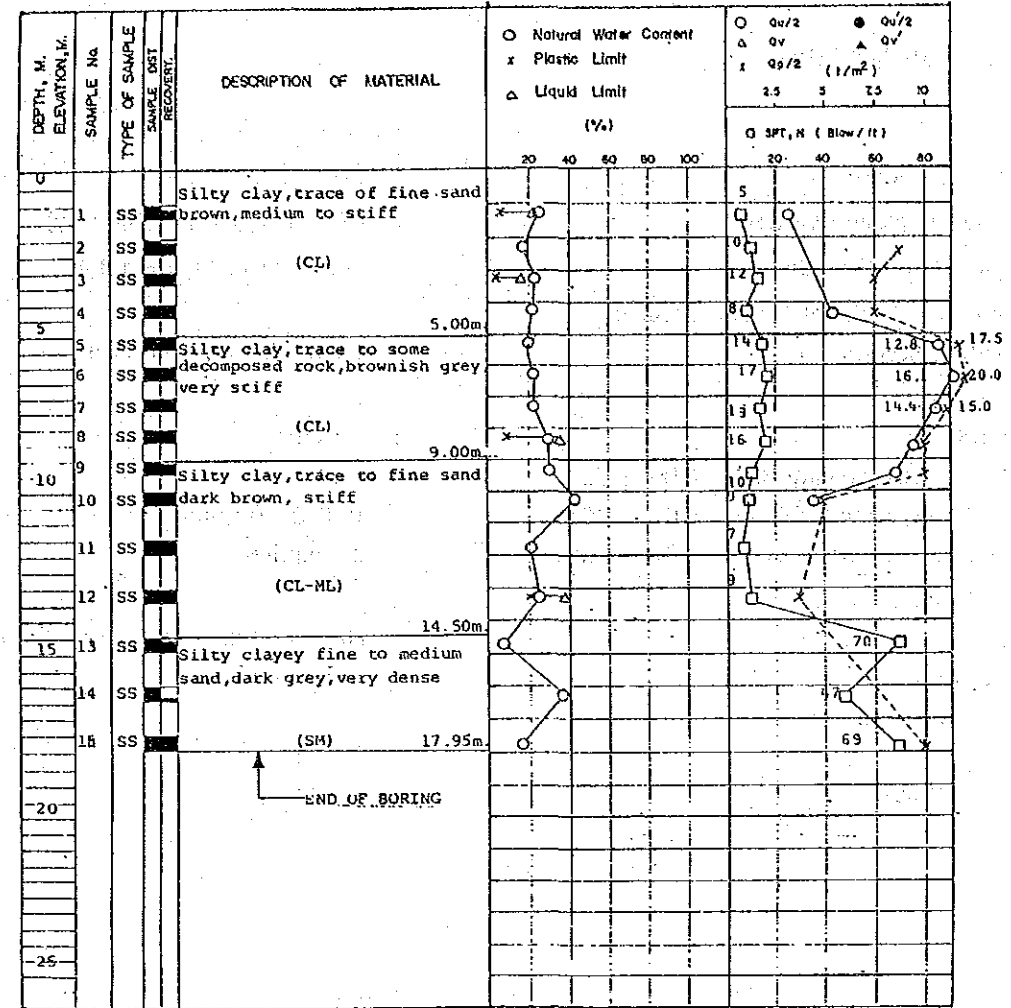 DEPTH, M.
ELEVATION, M.
SAMPLE No.
TYPE OF SAMPLE
SAMPLE DIST
RECOVERY.
DESCRIPTION OF MATERIAL
Natural Water Content
x Plastic Limit
Liquid Limit
(%)
20 40 60 80 100
Qu/2 Qu'/2
Qv Qv'
x Qp/2 (t/m²)
2.5 5 7.5 10
SPT, N (Blow / ft)
20 40 60 80
0
Silty clay, trace of fine sand
1 SS brown, medium to stiff
5
2 SS
3 SS (CL)
12
4 SS
8
5
5.00m
5 SS Silty clay, trace to some
14 12.8 17.5
decomposed rock, brownish grey
6 SS very stiff
17 16. 20.0
7 SS
14.4 15.0
8 SS (CL)
16
9.00m
9 SS Silty clay, trace to fine sand
10
10 SS dark brown, stiff
11 SS
7
12 SS (CL-ML)
9
14.50m
15 13 SS Silty clayey fine to medium
70
sand, dark grey, very dense
14 SS
47
15 SS (SM) 17.95m
69
END OF BORING
20
25